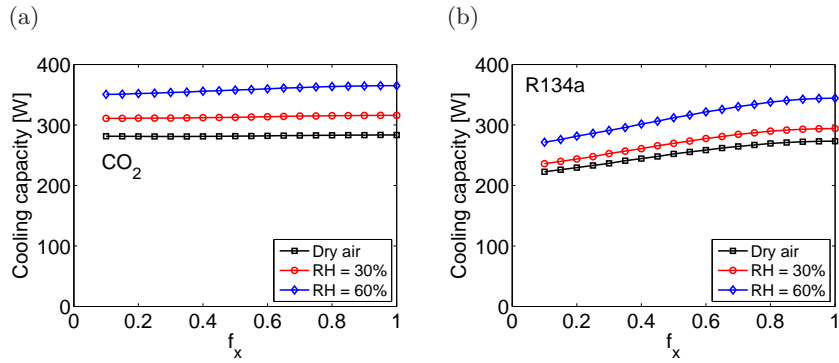 (a)
Cooling capacity [W]
400
300
200
100
0
CO₂
Dry air
RH = 30%
RH = 60%
0 0.2 0.4 0.6 0.8 1
f_x
(b)
Cooling capacity [W]
400
300
200
100
0
R134a
Dry air
RH = 30%
RH = 60%
0 0.2 0.4 0.6 0.8 1
f_x